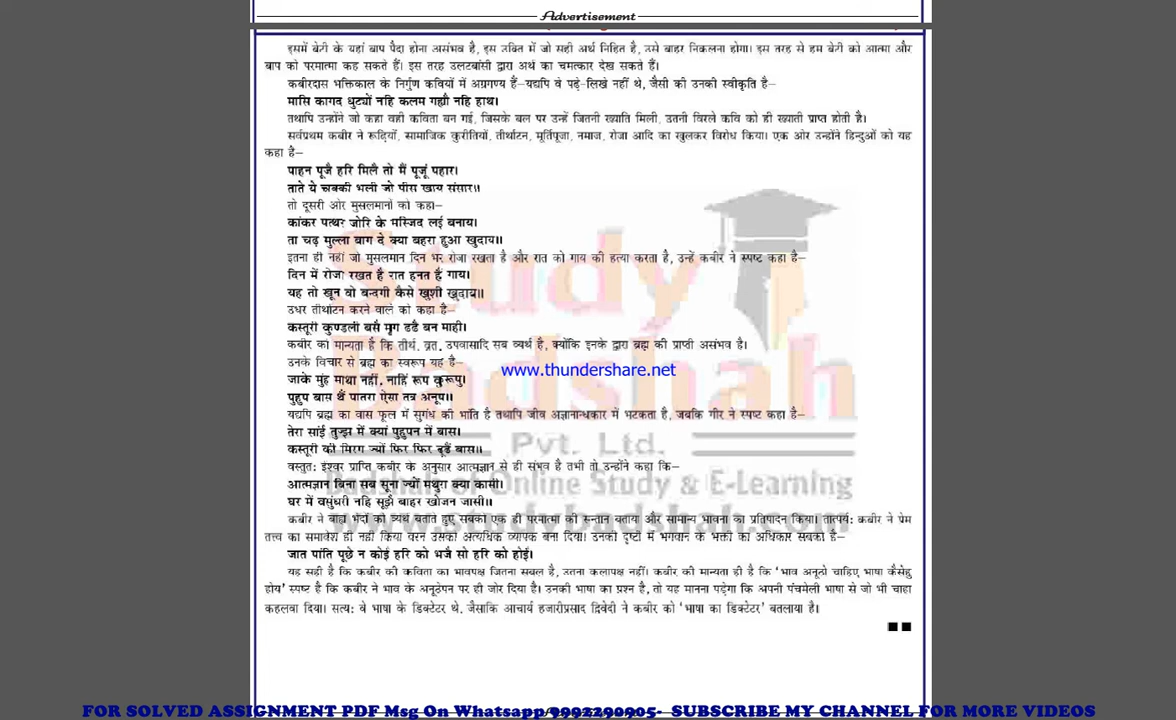 Advertisement
इसमें बेटी के यहां बाप पैदा होना असंभव है, इस उक्ति में जो सही अर्थ निहित है, उसे बाहर निकलना होगा। इस तरह से हम बेटी को आत्मा और
बाप को परमात्मा कह सकते हैं। इस तरह उलटबांसी द्वारा अर्थ का चमत्कार देख सकते हैं।
कबीरदास भक्तिकाल के निर्गुण कवियों में अग्रगण्य हैं-यद्यपि वे पढ़े-लिखे नहीं थे, जैसी की उनकी स्वीकृति है-
मासि कागद धुट्यों नहि कलम गह्यौ नहि हाथ।
तथापि उन्होंने जो कहा वही कविता बन गई, जिसके बल पर उन्हें जितनी ख्याति मिली, उतनी विरले कवि को ही ख्याती प्राप्त होती है।
सर्वप्रथम कबीर ने रूढ़ियों, सामाजिक कुरीतियों, तीर्थाटन, मूर्तिपूजा, नमाज, रोजा आदि का खुलकर विरोध किया। एक ओर उन्होंने हिन्दुओं को यह
कहा है-
पाहन पूजै हरि मिलै तो मैं पूजूं पहार।
ताते ये चाक्की भली जो पीस खाय संसार॥
तो दूसरी ओर मुसलमानों को कहा-
कांकर पत्थर जोरि के मस्जिद लई बनाय।
ता चढ़ मुल्ला बाग दे क्या बहरा हुआ खुदाय॥
इतना ही नहीं जो मुसलमान दिन भर रोजा रखता है और रात को गाय की हत्या करता है, उन्हें कबीर ने स्पष्ट कहा है-
दिन में रोजा रखत है रात हनत हैं गाय।
यह तो खून वो बन्दगी कैसे खुशी खुदाय॥
उधर तीर्थाटन करने वाले को कहा है-
कस्तूरी कुण्डली बसै मृग डडै बन माही।
कबीर को मान्यता है कि तीर्थ, व्रत, उपवासादि सब व्यर्थ है, क्योंकि इनके द्वारा ब्रह्म की प्राप्ती असंभव है।
उनके विचार से ब्रह्म का स्वरूप यह है-
जाके मुंह माथा नहीं, नाहिं रूप कुरूपु।
पुहुप बास थैं पातरा ऐसा तत्र अनूप॥
www.thundershare.net
यद्यपि ब्रह्म का वास फूल में सुगंध की भांति है तथापि जीव अज्ञानान्धकार में भटकता है, जबकि गीर ने स्पष्ट कहा है-
तेरा सांई तुन्झ में क्यां पुहुपन में बास।
कस्तूरी की मिरग ज्यों फिर फिर ढूडैं बास॥
वस्तुत: ईश्वर प्राप्ति कबीर के अनुसार आत्मज्ञान से ही संभव है तभी तो उन्होंने कहा कि-
आत्मज्ञान बिना सब सूना ज्यों मथुरा क्या कासी।
घर में वसुंधरी नहि सूझै बाहर खोजन जासी॥
कबीर ने बाह्य भेदों को व्यर्थ बताते हुए सबको एक ही परमात्मा की सन्तान बताया और सामान्य भावना का प्रतिपादन किया। तात्पर्य: कबीर ने प्रेम
तत्त्व का समावेश ही नहीं किया वरन उसको अत्यधिक व्यापक बना दिया। उनकी दृष्टी में भगवान के भक्ती का अधिकार सबको है-
जात पांति पूछे न कोई हरि को भजै सो हरि को होई।
यह सही है कि कबीर की कविता का भावपक्ष जितना सबल है, उतना कलापक्ष नहीं। कबीर की मान्यता ही है कि 'भाव अनूठो चाहिए भाषा कैसेहु
होय' स्पष्ट है कि कबीर ने भाव के अनूठेपन पर ही जोर दिया है। उनकी भाषा का प्रश्न है, तो यह मानना पड़ेगा कि अपनी पंचमेली भाषा से जो भी चाहा
कहलवा दिया। सत्य: वे भाषा के डिक्टेटर थे, जैसाकि आचार्य हजारीप्रसाद द्विवेदी ने कबीर को 'भाषा का डिक्टेटर' बतलाया है।
Study
Badshah
Pvt. Ltd.
Badshah of Online Study & E-Learning
www.studybadshah.com
FOR SOLVED ASSIGNMENT PDF Msg On Whatsapp 9992290905- SUBSCRIBE MY CHANNEL FOR MORE VIDEOS